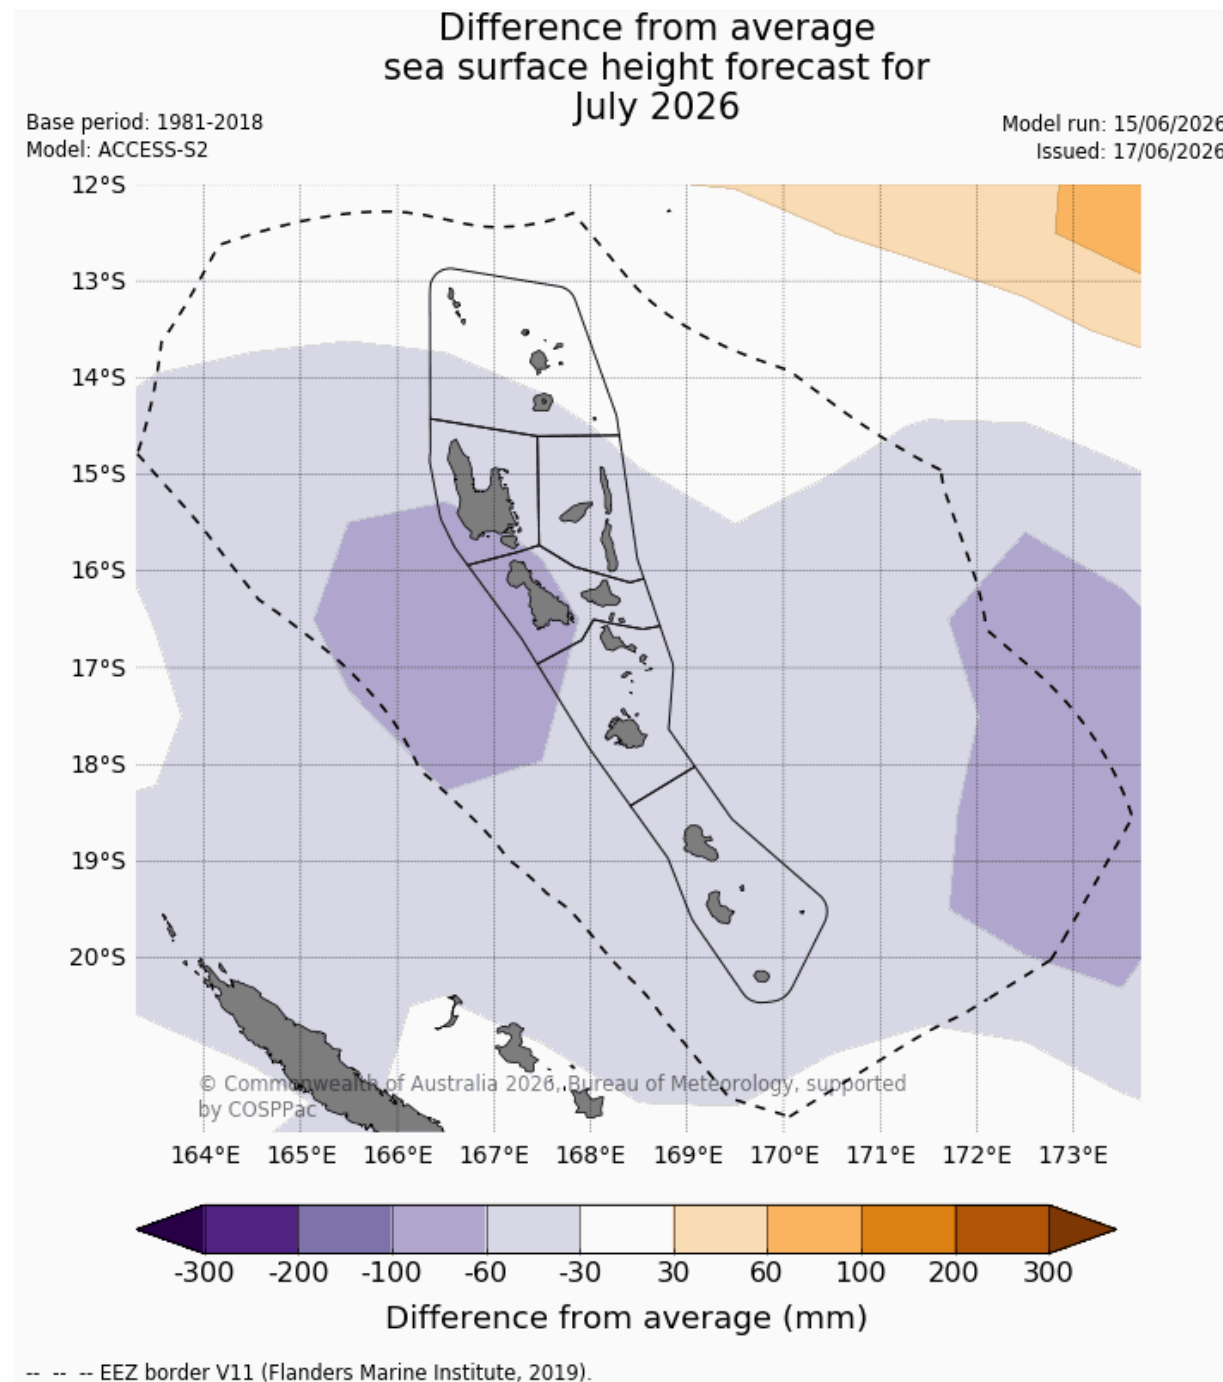 Difference from average
sea surface height forecast for
July 2026
Base period: 1981-2018
Model: ACCESS-S2
Model run: 15/06/2026
Issued: 17/06/2026
12°S
13°S
14°S
15°S
16°S
17°S
18°S
19°S
20°S
© Commonwealth of Australia 2026, Bureau of Meteorology, supported
by COSPPac
164°E 165°E 166°E 167°E 168°E 169°E 170°E 171°E 172°E 173°E
-300 -200 -100 -60 -30 30 60 100 200 300
Difference from average (mm)
-- -- -- EEZ border V11 (Flanders Marine Institute, 2019).